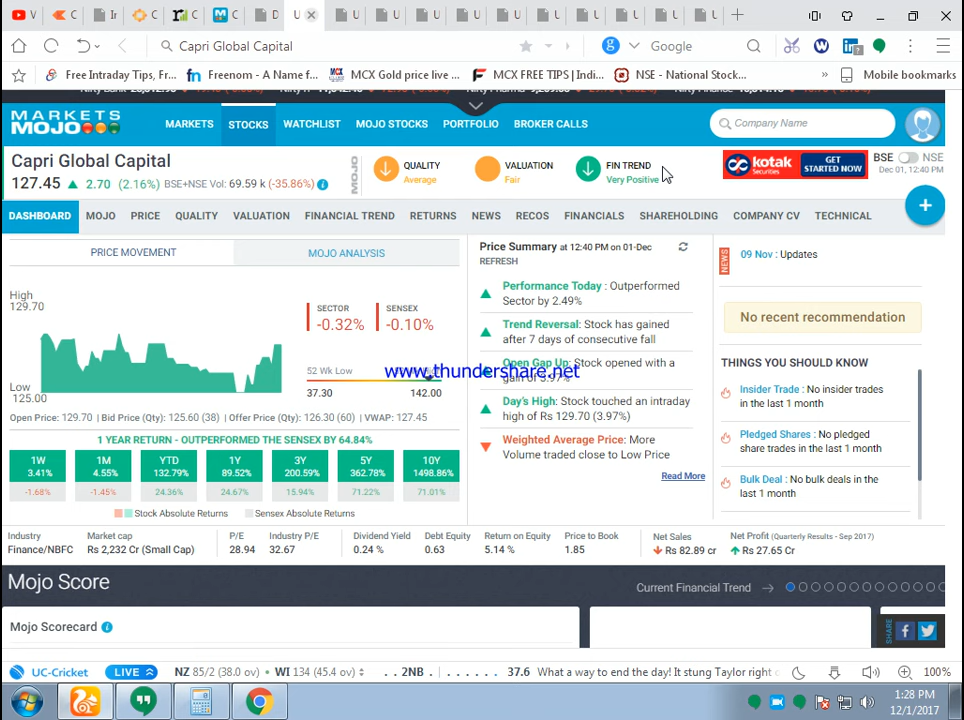 Capri Global Capital
Google
Free Intraday Tips, Fr...
fn Freenom - A Name f...
MCX Gold price live ...
MCX FREE TIPS | Indi...
NSE - National Stock...
»
Mobile bookmarks
MARKETS
MOJO
MARKETS STOCKS WATCHLIST MOJO STOCKS PORTFOLIO BROKER CALLS
Company Name
Capri Global Capital
127.45 2.70 (2.16%) BSE+NSE Vol: 69.59 k (-35.86%)
MOJO
QUALITY
Average
VALUATION
Fair
FIN TREND
Very Positive
kotak
Securities
GET
STARTED NOW
BSE NSE
Dec 01, 12:40 PM
DASHBOARD MOJO PRICE QUALITY VALUATION FINANCIAL TREND RETURNS NEWS RECOS FINANCIALS SHAREHOLDING COMPANY CV TECHNICAL
PRICE MOVEMENT MOJO ANALYSIS
High
129.70
Low
125.00
SECTOR
-0.32%
SENSEX
-0.10%
52 Wk Low
37.30 142.00
Open Price: 129.70 | Bid Price (Qty): 125.60 (38) | Offer Price (Qty): 126.30 (60) | VWAP: 127.45
1 YEAR RETURN - OUTPERFORMED THE SENSEX BY 64.84%
1W 1M YTD 1Y 3Y 5Y 10Y
3.41% 4.55% 132.79% 89.52% 200.59% 362.78% 1498.86%
-1.68% -1.45% 24.36% 24.67% 15.94% 71.22% 71.01%
Stock Absolute Returns Sensex Absolute Returns
Price Summary at 12:40 PM on 01-Dec
REFRESH
Performance Today : Outperformed
Sector by 2.49%
Trend Reversal: Stock has gained
after 7 days of consecutive fall
Open Gap Up: Stock opened with a
gain of 3.97%
www.thundershare.net
Day's High: Stock touched an intraday
high of Rs 129.70 (3.97%)
Weighted Average Price: More
Volume traded close to Low Price
Read More
NEWS
09 Nov : Updates
No recent recommendation
THINGS YOU SHOULD KNOW
Insider Trade : No insider trades
in the last 1 month
Pledged Shares : No pledged
share trades in the last 1 month
Bulk Deal : No bulk deals in the
last 1 month
Industry
Finance/NBFC
Market cap
Rs 2,232 Cr (Small Cap)
P/E
28.94
Industry P/E
32.67
Dividend Yield
0.24 %
Debt Equity
0.63
Return on Equity
5.14 %
Price to Book
1.85
Net Sales
Rs 82.89 cr
Net Profit (Quarterly Results - Sep 2017)
Rs 27.65 Cr
Mojo Score
Current Financial Trend
Mojo Scorecard
SHARE
UC-Cricket LIVE NZ 85/2 (38.0 ov) • WI 134 (45.4 ov) . . 2NB . | . . . . . . 37.6 What a way to end the day! It stung Taylor right
100%
1:28 PM
12/1/2017